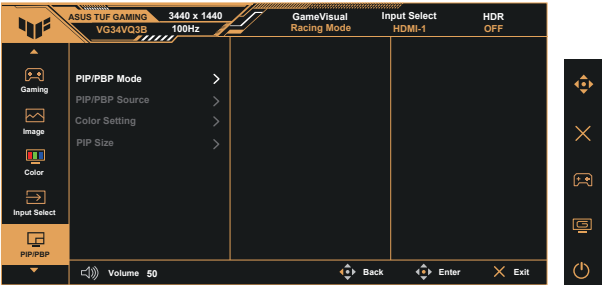 ASUS TUF GAMING 3440 x 1440 GameVisual Input Select HDR
VG34VQ3B 100Hz Racing Mode HDMI-1 OFF
Gaming
Image
Color
Input Select
PIP/PBP
PIP/PBP Mode
PIP/PBP Source
Color Setting
PIP Size
Volume 50 Back Enter Exit